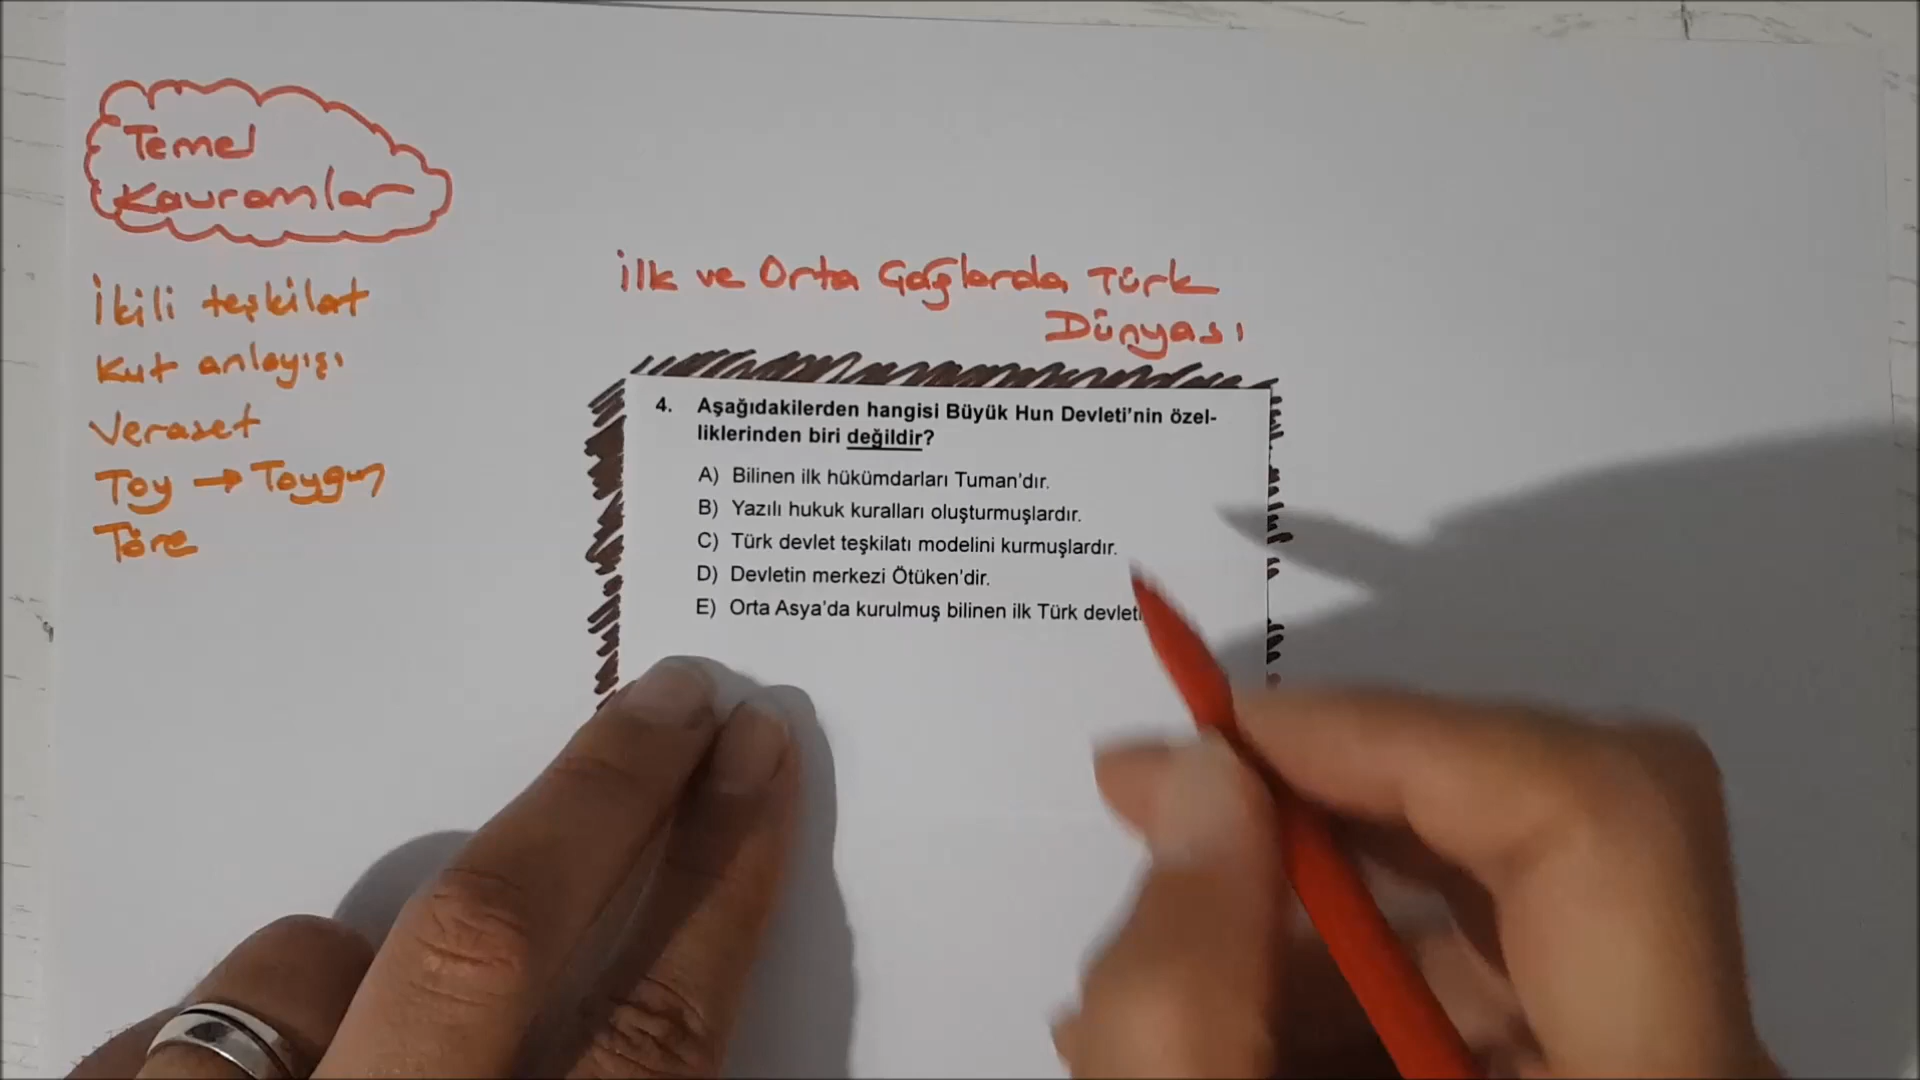 Temel
Kavramlar
İkili teşkilat
Kut anlayışı
Veraset
Toy → Toygun
Töre
İlk ve Orta Çağlarda Türk
Dünyası
4. Aşağıdakilerden hangisi Büyük Hun Devleti'nin özel-
liklerinden biri değildir?
A) Bilinen ilk hükümdarları Tuman'dır.
B) Yazılı hukuk kuralları oluşturmuşlardır.
C) Türk devlet teşkilatı modelini kurmuşlardır.
D) Devletin merkezi Ötüken'dir.
E) Orta Asya'da kurulmuş bilinen ilk Türk